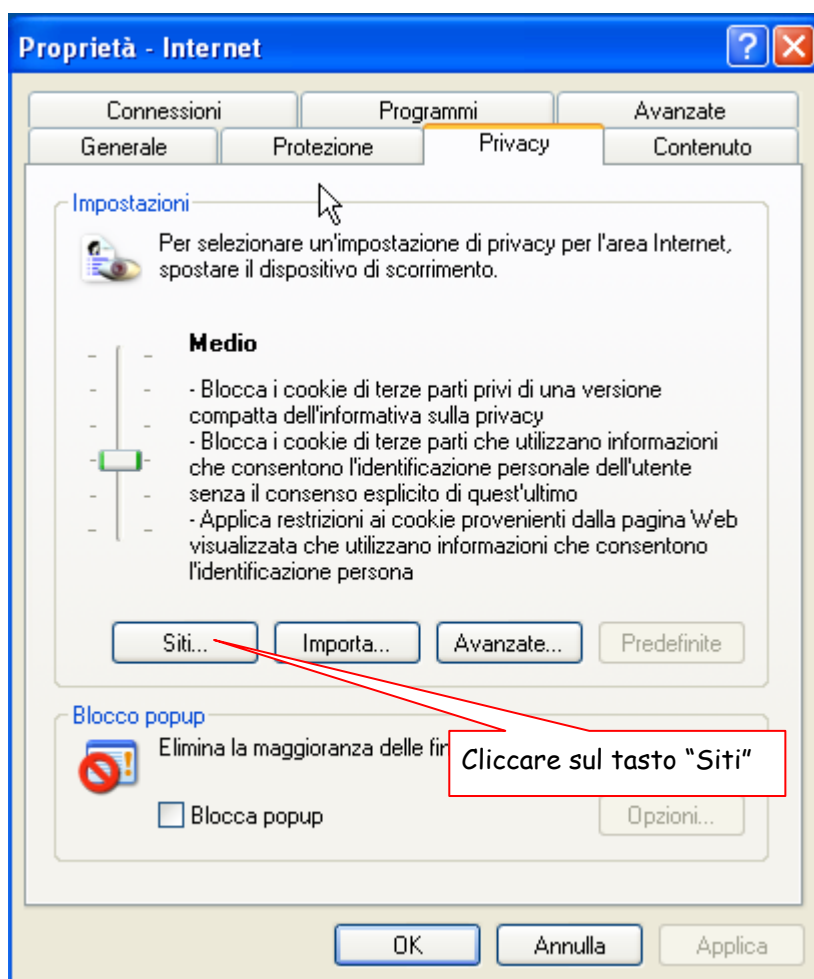 Proprietà - Internet
Connessioni Programmi Avanzate
Generale Protezione Privacy Contenuto
Impostazioni
Per selezionare un'impostazione di privacy per l'area Internet,
spostare il dispositivo di scorrimento.
Medio
- Blocca i cookie di terze parti privi di una versione
compatta dell'informativa sulla privacy
- Blocca i cookie di terze parti che utilizzano informazioni
che consentono l'identificazione personale dell'utente
senza il consenso esplicito di quest'ultimo
- Applica restrizioni ai cookie provenienti dalla pagina Web
visualizzata che utilizzano informazioni che consentono
l'identificazione persona
Siti... Importa... Avanzate... Predefinite
Blocco popup
Elimina la maggioranza delle
Cliccare sul tasto “Siti”
Blocca popup Opzioni...
OK Annulla Applica